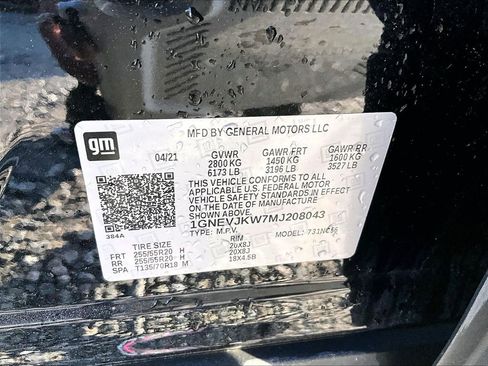 MFD BY GENERAL MOTORS LLC
gm
04/21 GVWR GAWR FRT GAWR RR
2800 KG 1450 KG 1600 KG
6173 LB 3196 LB 3527 LB
THIS VEHICLE CONFORMS TO ALL APPLICABLE
U.S. FEDERAL MOTOR VEHICLE SAFETY
STANDARDS IN EFFECT ON THE DATE OF
MANUFACTURE SHOWN ABOVE.
1GNEVJKW7MJ208043
384A
TYPE: M.P.V. MODEL:
TIRE SIZE RIM
FRT 255/55R20 H 20X8J
RR 255/55R20 H 20X8J
SPA T135/70R18 M 18X4.5B